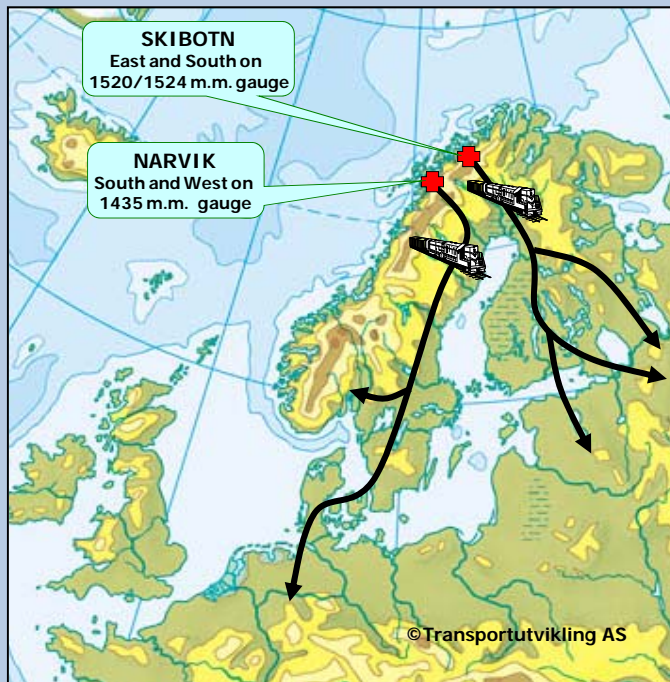 SKIBOTN
East and South on
1520/1524 m.m. gauge
NARVIK
South and West on
1435 m.m. gauge
©Transportutvikling AS